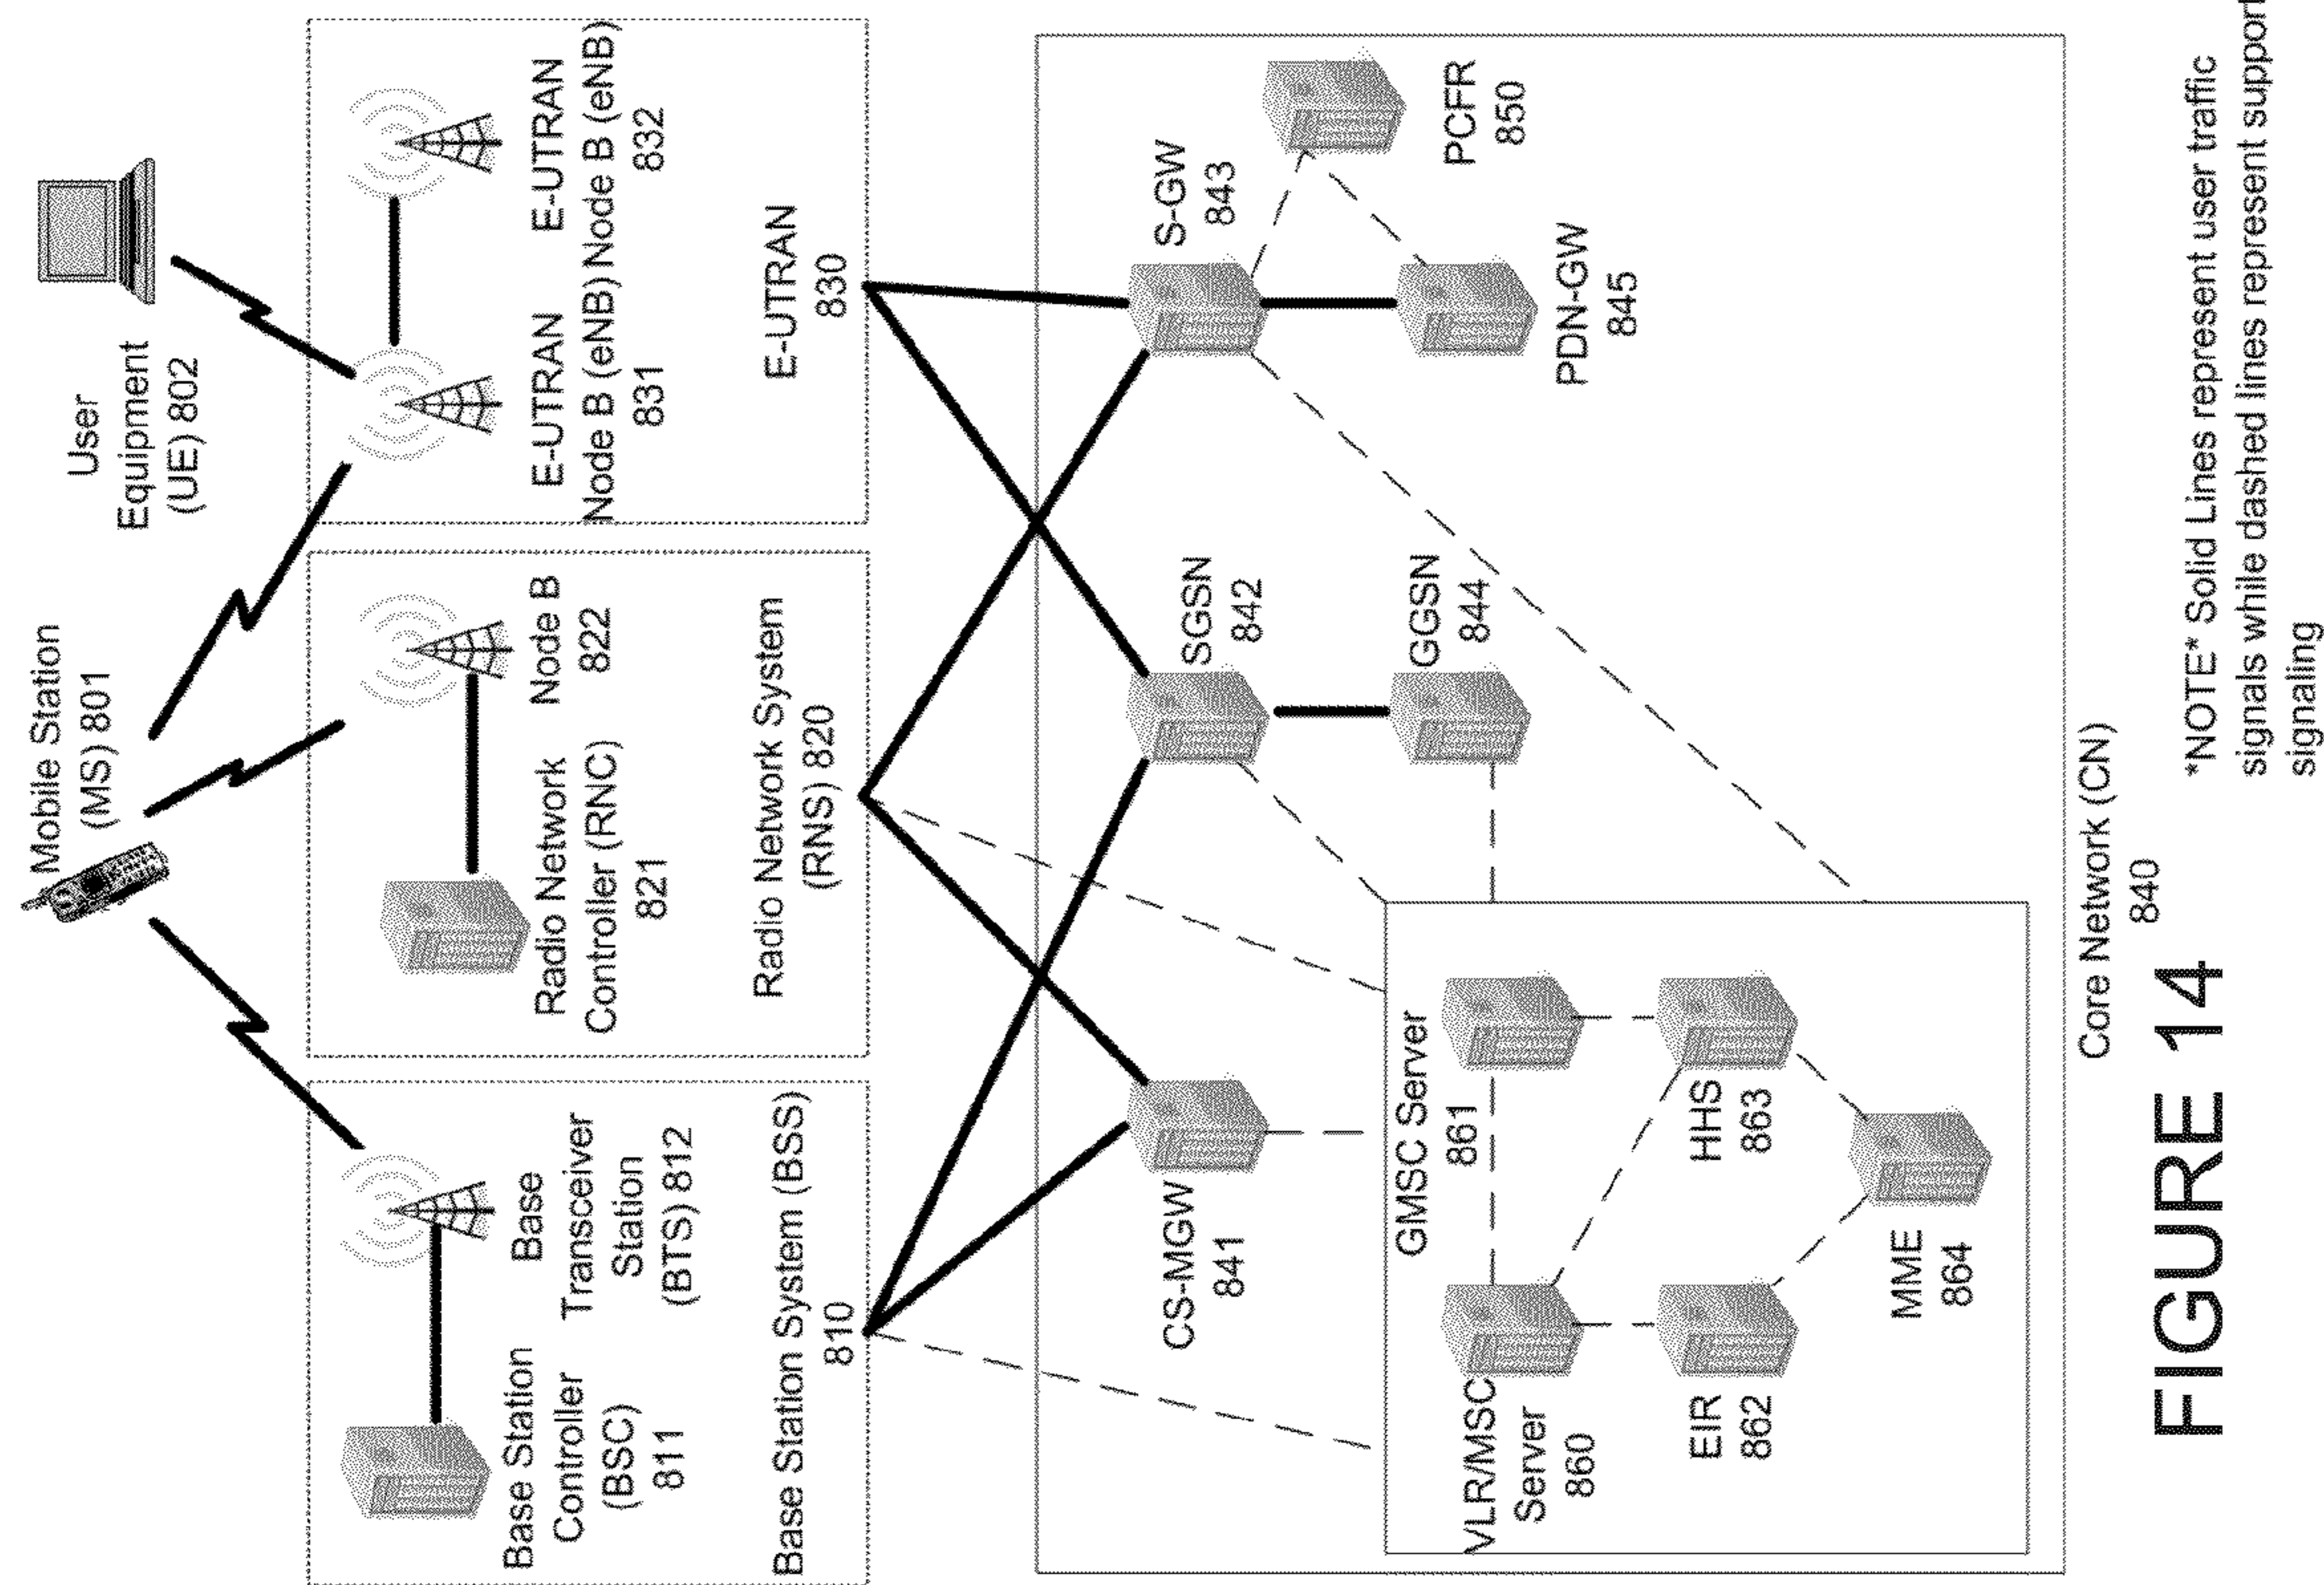 Mobile Station
(MS) 801
User
Equipment
(UE) 802
Base Station
Controller
(BSC)
811
Base
Transceiver
Station
(BTS) 812
Base Station System (BSS)
810
Radio Network
Controller (RNC)
821
Node B
822
Radio Network System
(RNS) 820
E-UTRAN
Node B (eNB)
831
E-UTRAN
Node B (eNB)
832
E-UTRAN
830
CS-MGW
841
SGSN
842
S-GW
843
GGSN
844
PDN-GW
845
PCFR
850
GMSC Server
861
VLR/MSC
Server
860
EIR
862
HHS
863
MME
864
Core Network (CN)
840
*NOTE* Solid Lines represent user traffic
signals while dashed lines represent support
signaling
FIGURE 14